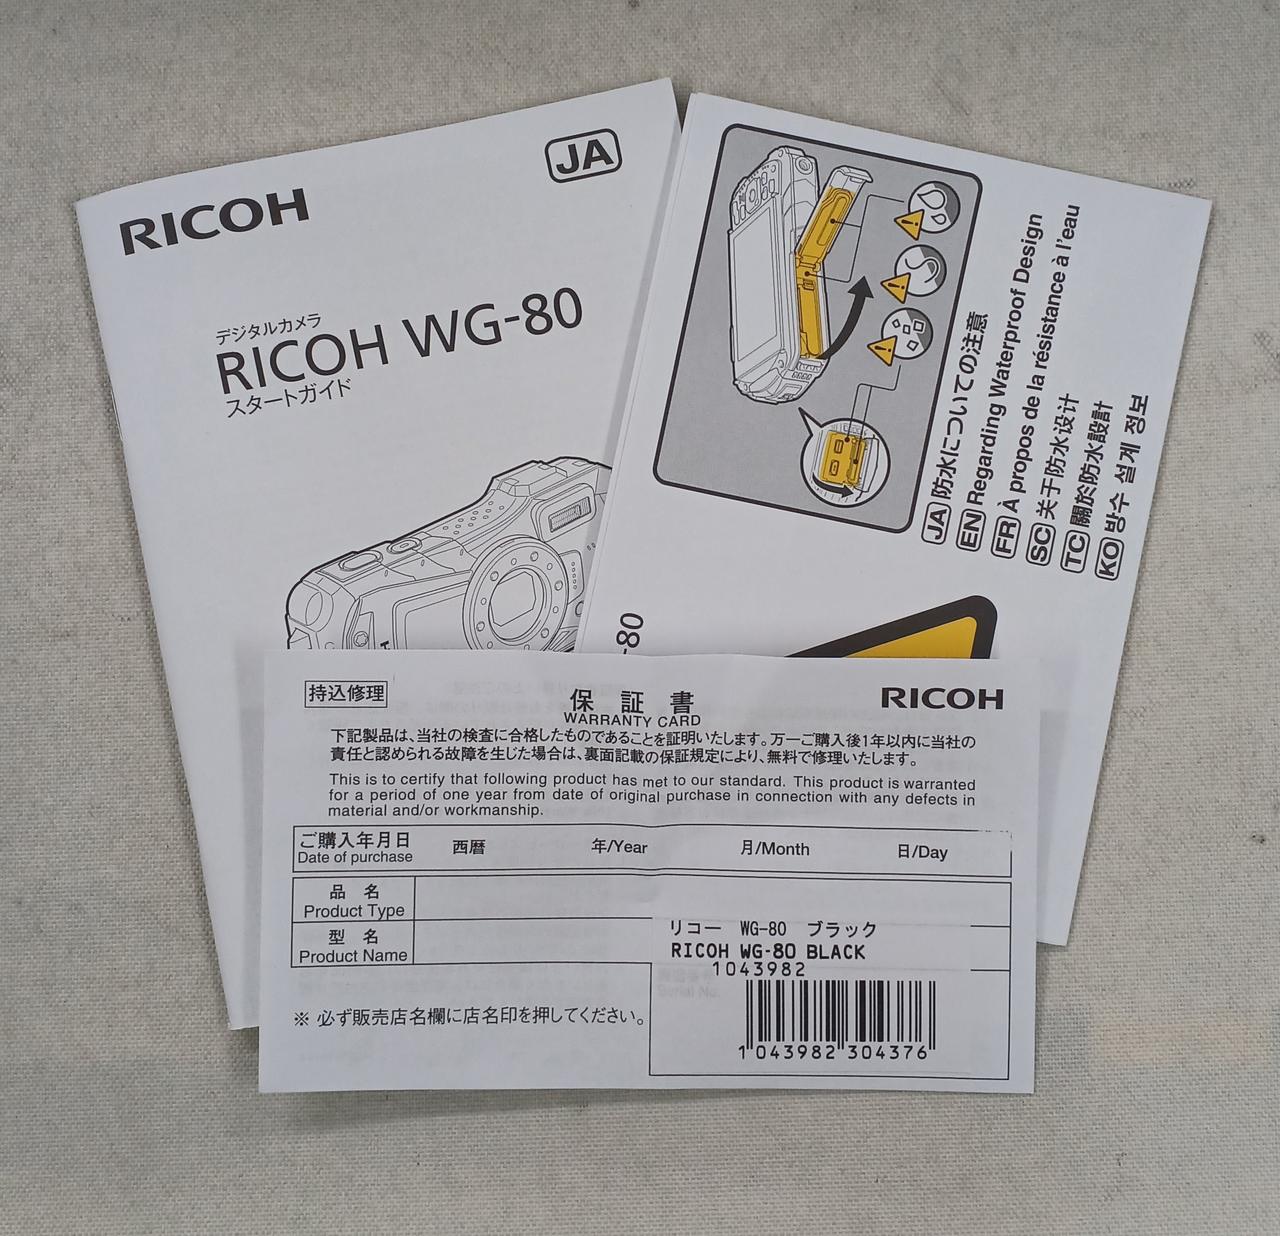 RICOH
JA
デジタルカメラ
RICOH WG-80
スタートガイド
JA 防水についての注意
EN Regarding Waterproof Design
FR À propos de la résistance à l'eau
SC 关于防水设计
TC 關於防水設計
KO 방수 설계 정보
-80
持込修理
保証書
WARRANTY CARD
RICOH
下記製品は、当社の検査に合格したものであることを証明いたします。万一ご購入後1年以内に当社の
責任と認められる故障を生じた場合は、裏面記載の保証規定により、無料で修理いたします。
This is to certify that following product has met to our standard. This product is warranted
for a period of one year from date of original purchase in connection with any defects in
material and/or workmanship.
ご購入年月日 西暦 年/Year 月/Month 日/Day
Date of purchase
品名
Product Type
型名
Product Name
リコー WG-80 ブラック
RICOH WG-80 BLACK
1043982
Serial No.
1 043982 304376
※ 必ず販売店名欄に店名印を押してください。